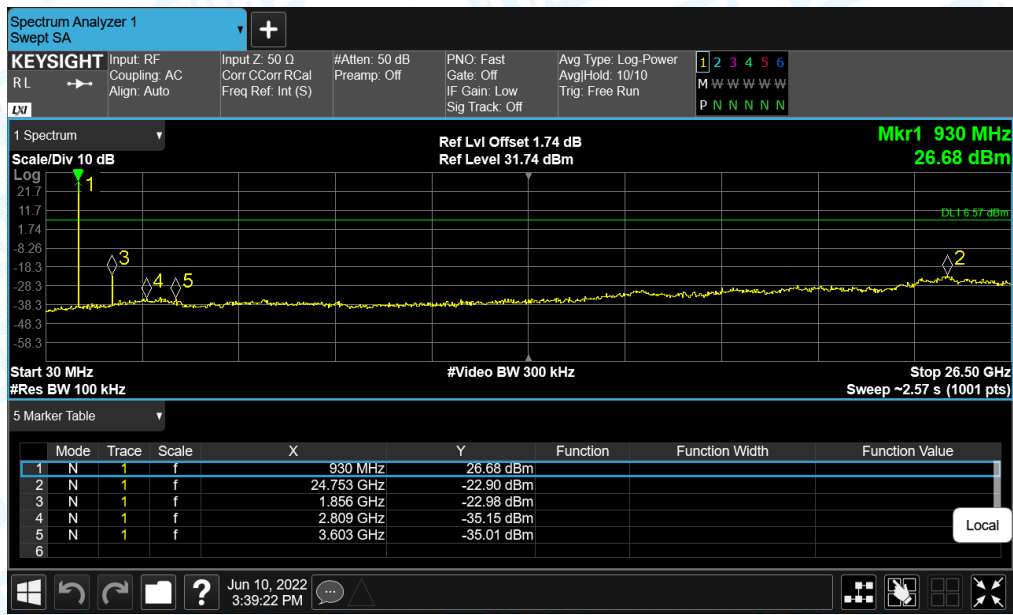 Spectrum Analyzer 1
Swept SA
+
KEYSIGHT
R L
LXI
Input: RF
Coupling: AC
Align: Auto
Input Z: 50 Ω
Corr CCorr RCal
Freq Ref: Int (S)
#Atten: 50 dB
Preamp: Off
PNO: Fast
Gate: Off
IF Gain: Low
Sig Track: Off
Avg Type: Log-Power
Avg|Hold: 10/10
Trig: Free Run
1 2 3 4 5 6
M W W W W W
P N N N N N
1 Spectrum
Scale/Div 10 dB
Ref Lvl Offset 1.74 dB
Ref Level 31.74 dBm
Mkr1 930 MHz
26.68 dBm
Log
21.7
11.7
1.74
-8.26
-18.3
-28.3
-38.3
-48.3
-58.3
1
3
4
5
2
DL1 6.57 dBm
Start 30 MHz
#Video BW 300 kHz
Stop 26.50 GHz
#Res BW 100 kHz
Sweep ~2.57 s (1001 pts)
5 Marker Table
Mode Trace Scale X Y Function Function Width Function Value
1 N 1 f 930 MHz 26.68 dBm
2 N 1 f 24.753 GHz -22.90 dBm
3 N 1 f 1.856 GHz -22.98 dBm
4 N 1 f 2.809 GHz -35.15 dBm
5 N 1 f 3.603 GHz -35.01 dBm
6
Local
?
Jun 10, 2022
3:39:22 PM